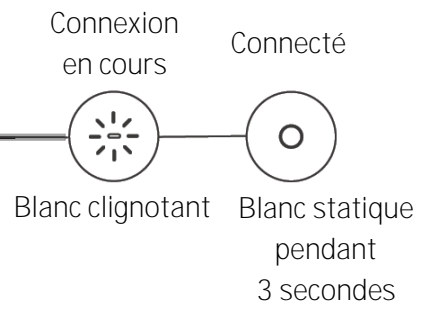 Connexion
en cours
Connecté
Blanc clignotant
Blanc statique
pendant
3 secondes